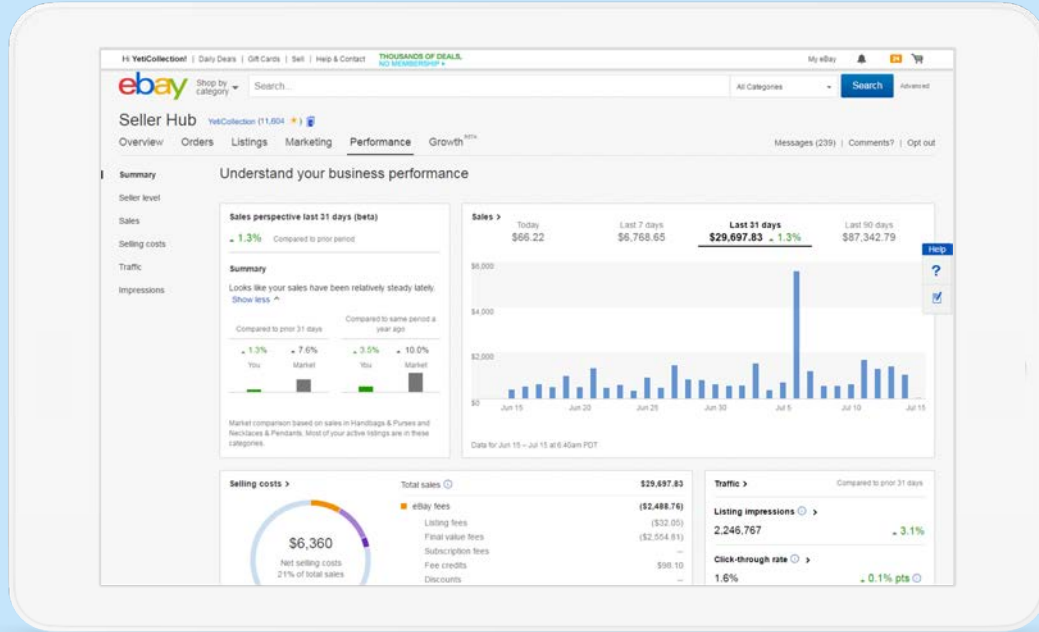 Hi YetiCollection! | Daily Deals | Gift Cards | Sell | Help & Contact
THOUSANDS OF DEALS,
NO MEMBERSHIP
My eBay
24
ebay
Shop by
category
Search...
All Categories
Search
Advanced
Seller Hub
YetiCollection (11,604 ★)
Overview Orders Listings Marketing Performance Growth BETA
Messages (239) | Comments? | Opt out
Summary
Seller level
Sales
Selling costs
Traffic
Impressions
Understand your business performance
Sales perspective last 31 days (beta)
1.3% Compared to prior period
Summary
Looks like your sales have been relatively steady lately.
Show less
Compared to prior 31 days
Compared to same period a
year ago
1.3% 7.6% 3.5% 10.0%
You Market You Market
Market comparison based on sales in Handbags & Purses and
Necklaces & Pendants. Most of your active listings are in these
categories.
Sales >
Today Last 7 days Last 31 days Last 90 days
$66.22 $6,768.65 $29,697.83 1.3% $87,342.79
$6,000
$4,000
$2,000
$0
Jun 15 Jun 20 Jun 25 Jun 30 Jul 5 Jul 10 Jul 15
Data for Jun 15 – Jul 15 at 6:40am PDT
Help
?
Selling costs >
$6,360
Net selling costs
21% of total sales
Total sales $29,697.83
eBay fees ($2,488.76)
Listing fees ($32.05)
Final value fees ($2,554.81)
Subscription fees --
Fee credits $98.10
Discounts --
Traffic > Compared to prior 31 days
Listing impressions >
2,246,767 3.1%
Click-through rate >
1.6% 0.1% pts